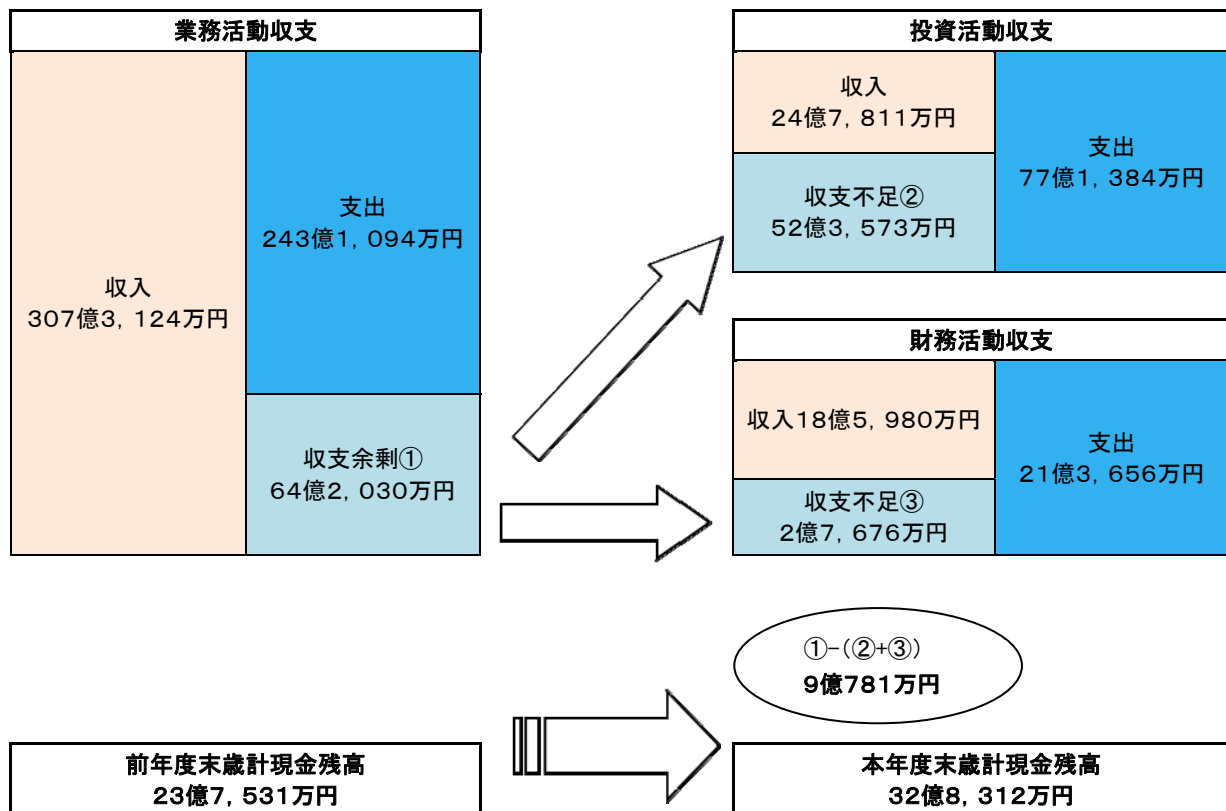 業務活動収支
収入
307億3，124万円
支出
243億1，094万円
収支余剰①
64億2，030万円
投資活動収支
収入
24億7，811万円
収支不足②
52億3，573万円
支出
77億1，384万円
財務活動収支
収入18億5，980万円
収支不足③
2億7，676万円
支出
21億3，656万円
①-（②+③）
9億781万円
前年度末歳計現金残高
23億7，531万円
本年度末歳計現金残高
32億8，312万円